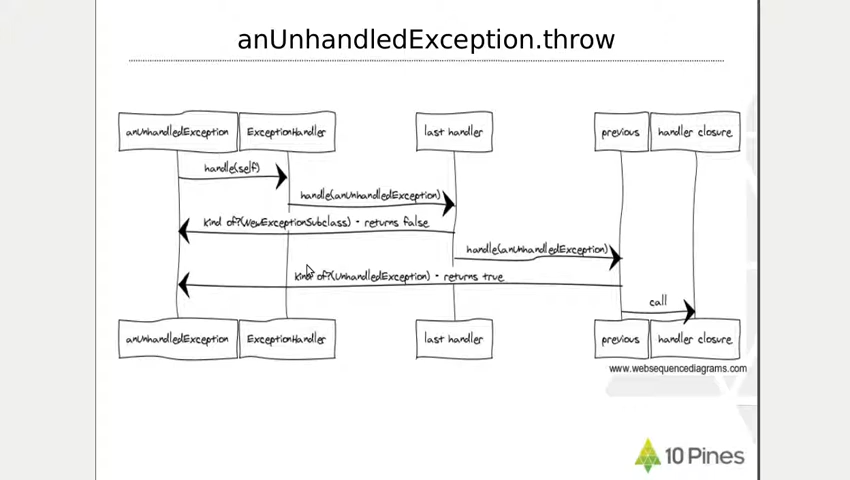 anUnhandledException.throw
anUnhandledException ExceptionHandler last handler previous handler closure
handle(self)
handle(anUnhandledException)
kind of?(NewExceptionSubclass) - returns false
handle(anUnhandledException)
kind of?(UnhandledException) - returns true
call
anUnhandledException ExceptionHandler last handler previous handler closure
www.websequencediagrams.com
10 Pines